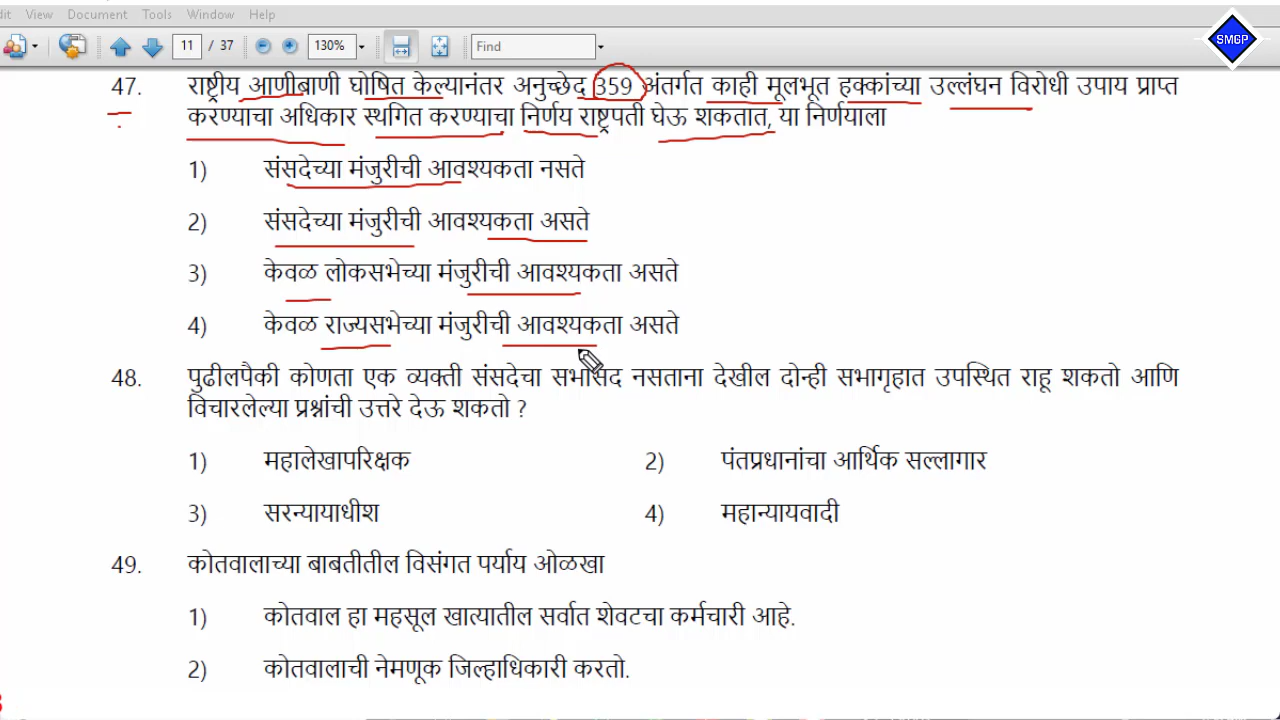 dit View Document Tools Window Help
11 / 37 130% Find
SMGP
47. राष्ट्रीय आणीबाणी घोषित केल्यानंतर अनुच्छेद 359 अंतर्गत काही मूलभूत हक्कांच्या उल्लंघन विरोधी उपाय प्राप्त
करण्याचा अधिकार स्थगित करण्याचा निर्णय राष्ट्रपती घेऊ शकतात, या निर्णयाला
1) संसदेच्या मंजुरीची आवश्यकता नसते
2) संसदेच्या मंजुरीची आवश्यकता असते
3) केवळ लोकसभेच्या मंजुरीची आवश्यकता असते
4) केवळ राज्यसभेच्या मंजुरीची आवश्यकता असते
48. पुढीलपैकी कोणता एक व्यक्ती संसदेचा सभासद नसताना देखील दोन्ही सभागृहात उपस्थित राहू शकतो आणि
विचारलेल्या प्रश्नांची उत्तरे देऊ शकतो ?
1) महालेखापरिक्षक 2) पंतप्रधानांचा आर्थिक सल्लागार
3) सरन्यायाधीश 4) महान्यायवादी
49. कोतवालाच्या बाबतीतील विसंगत पर्याय ओळखा
1) कोतवाल हा महसूल खात्यातील सर्वात शेवटचा कर्मचारी आहे.
2) कोतवालाची नेमणूक जिल्हाधिकारी करतो.